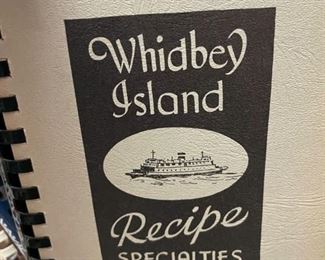 Whidbey
Island
Recipe
SPECIALTIES